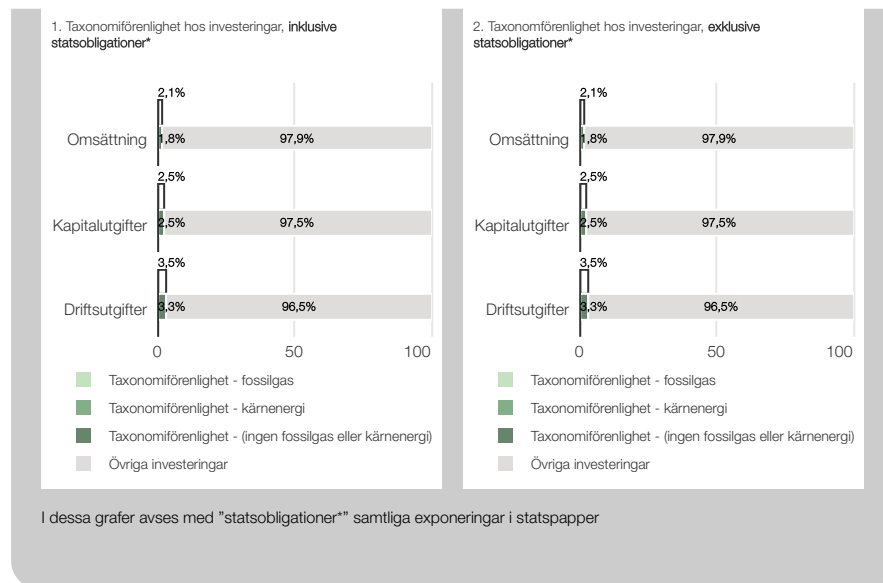 1. Taxonomiförenlighet hos investeringar, inklusive
statsobligationer*
2,1%
Omsättning 1,8% 97,9%
2,5%
Kapitalutgifter 2,5% 97,5%
3,5%
Driftsutgifter 3,3% 96,5%
0 50 100
Taxonomiförenlighet - fossilgas
Taxonomiförenlighet - kärnenergi
Taxonomiförenlighet - (ingen fossilgas eller kärnenergi)
Övriga investeringar
2. Taxonomförenlighet hos investeringar, exklusive
statsobligationer*
2,1%
Omsättning 1,8% 97,9%
2,5%
Kapitalutgifter 2,5% 97,5%
3,5%
Driftsutgifter 3,3% 96,5%
0 50 100
Taxonomiförenlighet - fossilgas
Taxonomiförenlighet - kärnenergi
Taxonomiförenlighet - (ingen fossilgas eller kärnenergi)
Övriga investeringar
I dessa grafer avses med ”statsobligationer*” samtliga exponeringar i statspapper